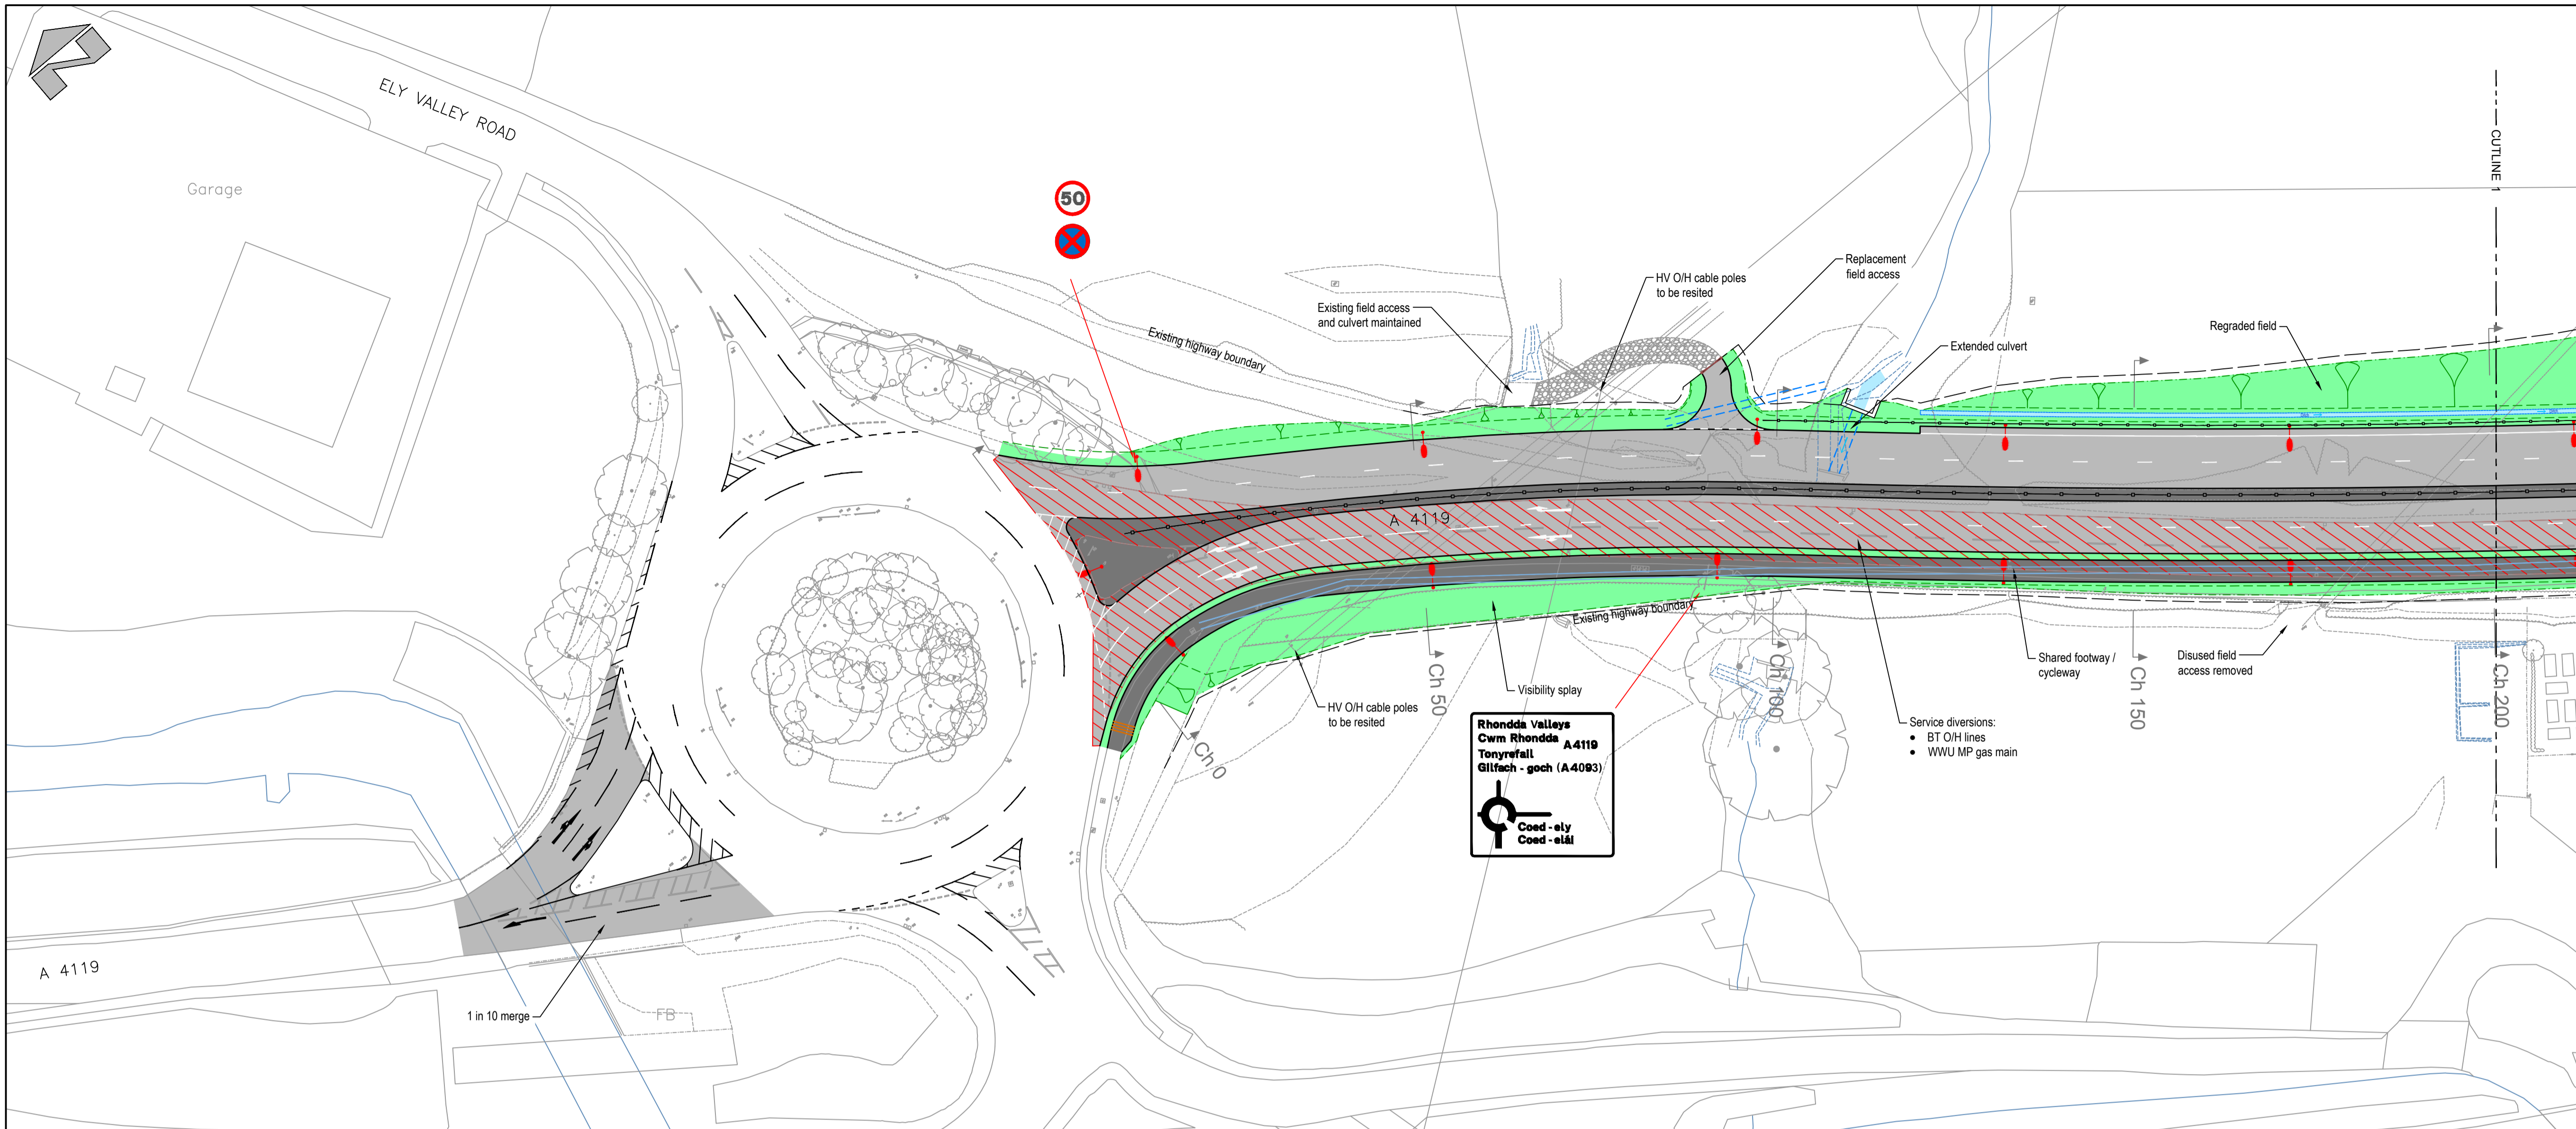 ELY VALLEY ROAD
Garage
50
CUTLINE 1
Replacement
field access
HV O/H cable poles
to be resited
Existing field access
and culvert maintained
Existing highway boundary
Extended culvert
Regraded field
A 4119
Existing highway boundary
Ch 50
Ch 100
Ch 150
Ch 200
Shared footway /
cycleway
Disused field
access removed
Visibility splay
HV O/H cable poles
to be resited
Ch 0
Rhondda Valleys
Cwm Rhondda
A4119
Tonyrefail
Gilfach - goch (A4093)
Coed - ely
Coed - elái
Service diversions:
• BT O/H lines
• WWU MP gas main
A 4119
1 in 10 merge
FB